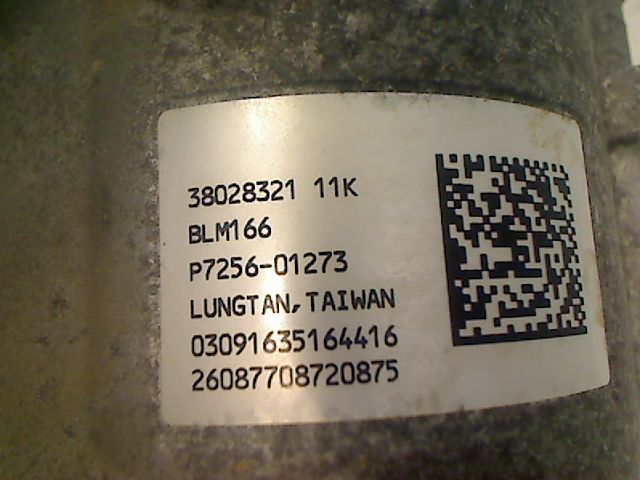 38028321 11K
BLM166
P7256-01273
LUNGTAN, TAIWAN
03091635164416
26087708720875